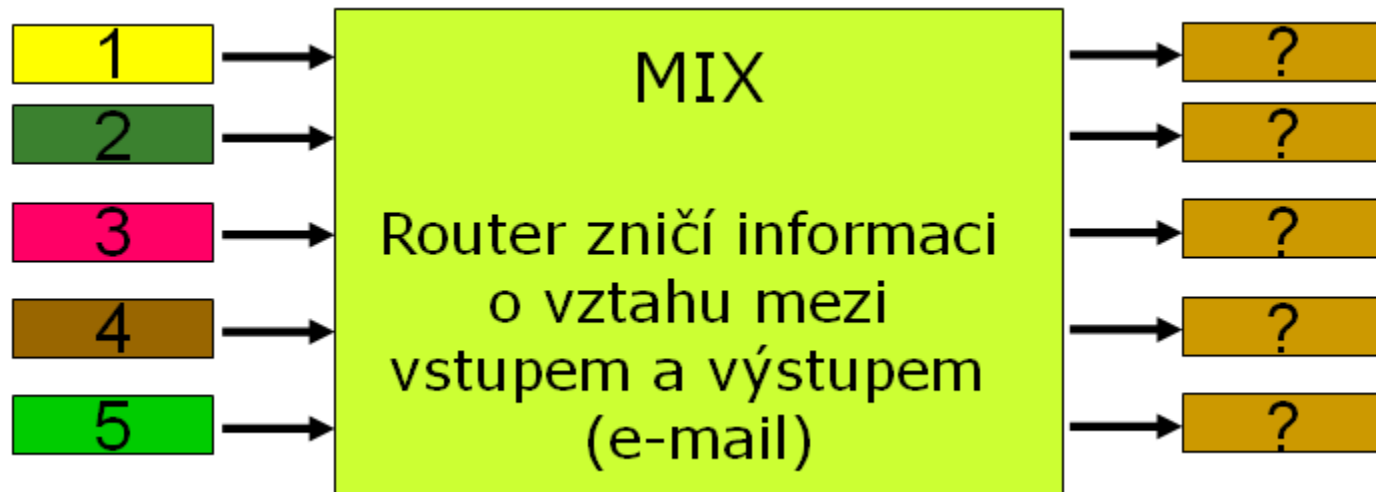 1
2
3
4
5
MIX
Router zničí informaci
o vztahu mezi
vstupem a výstupem
(e-mail)
?
?
?
?
?